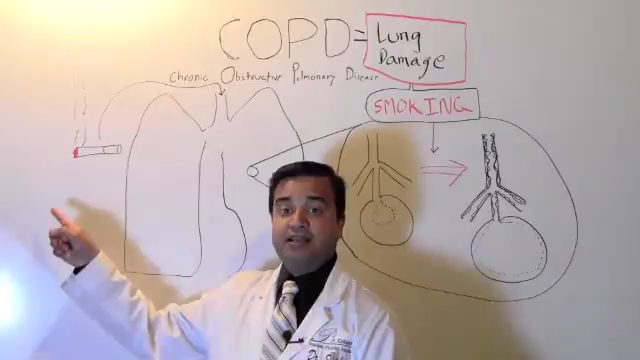 COPD = Lung
Damage
Chronic Obstructive Pulmonary Disease
SMOKING